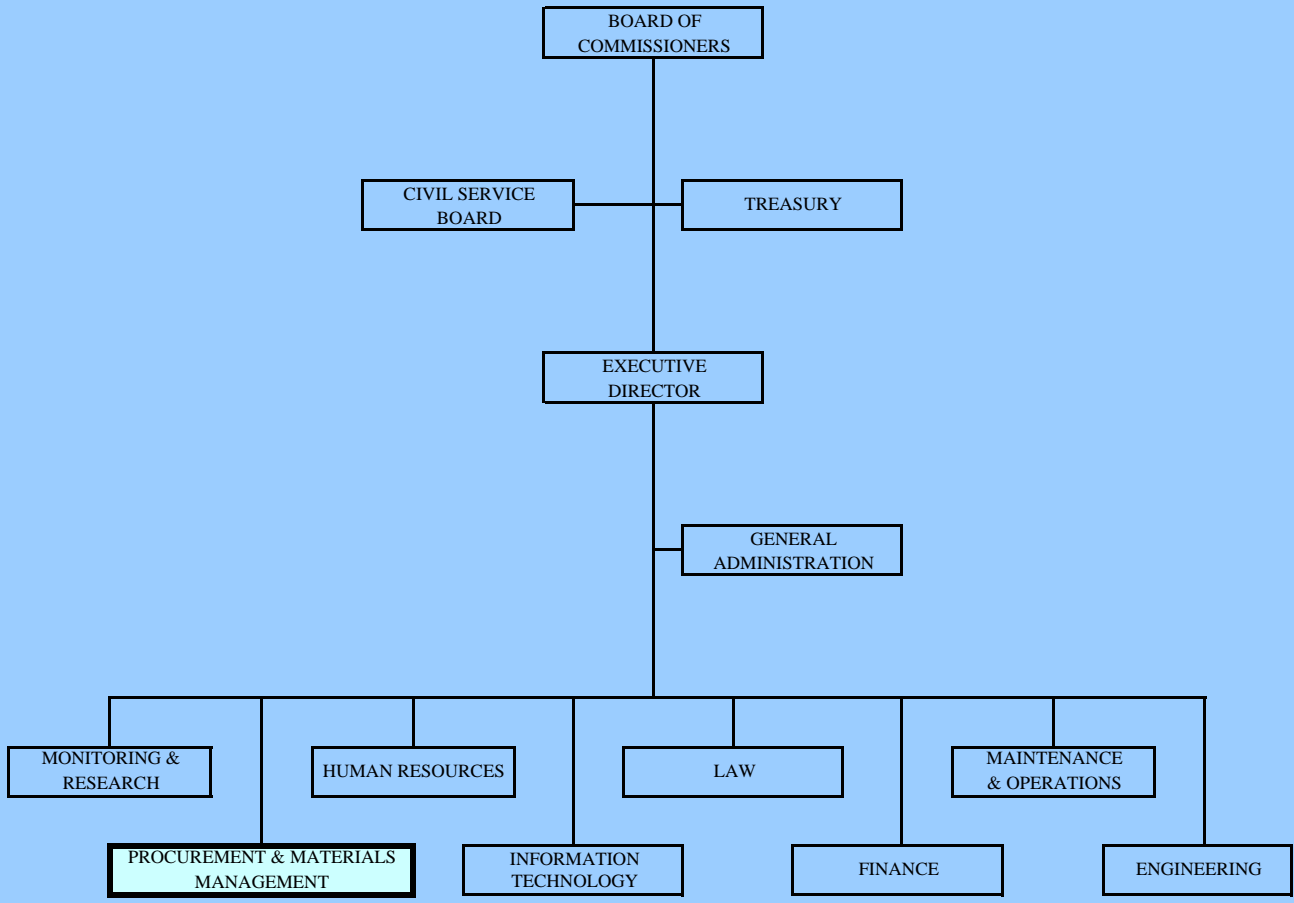 BOARD OF
COMMISSIONERS
CIVIL SERVICE
BOARD
TREASURY
EXECUTIVE
DIRECTOR
GENERAL
ADMINISTRATION
MONITORING &
RESEARCH
HUMAN RESOURCES
LAW
MAINTENANCE
& OPERATIONS
PROCUREMENT & MATERIALS
MANAGEMENT
INFORMATION
TECHNOLOGY
FINANCE
ENGINEERING